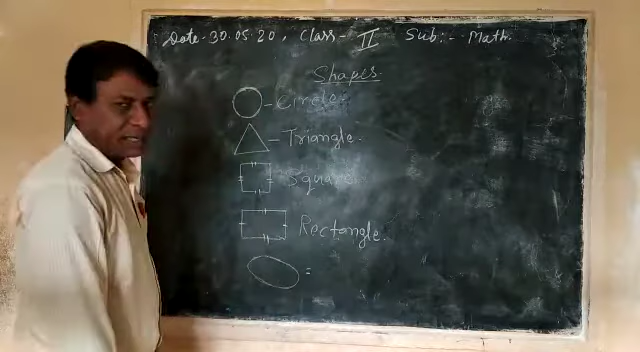 Date-30.05.20, Class- II Sub:- Math.
Shapes.
- Circle.
- Triangle.
- Square.
Rectangle.
=